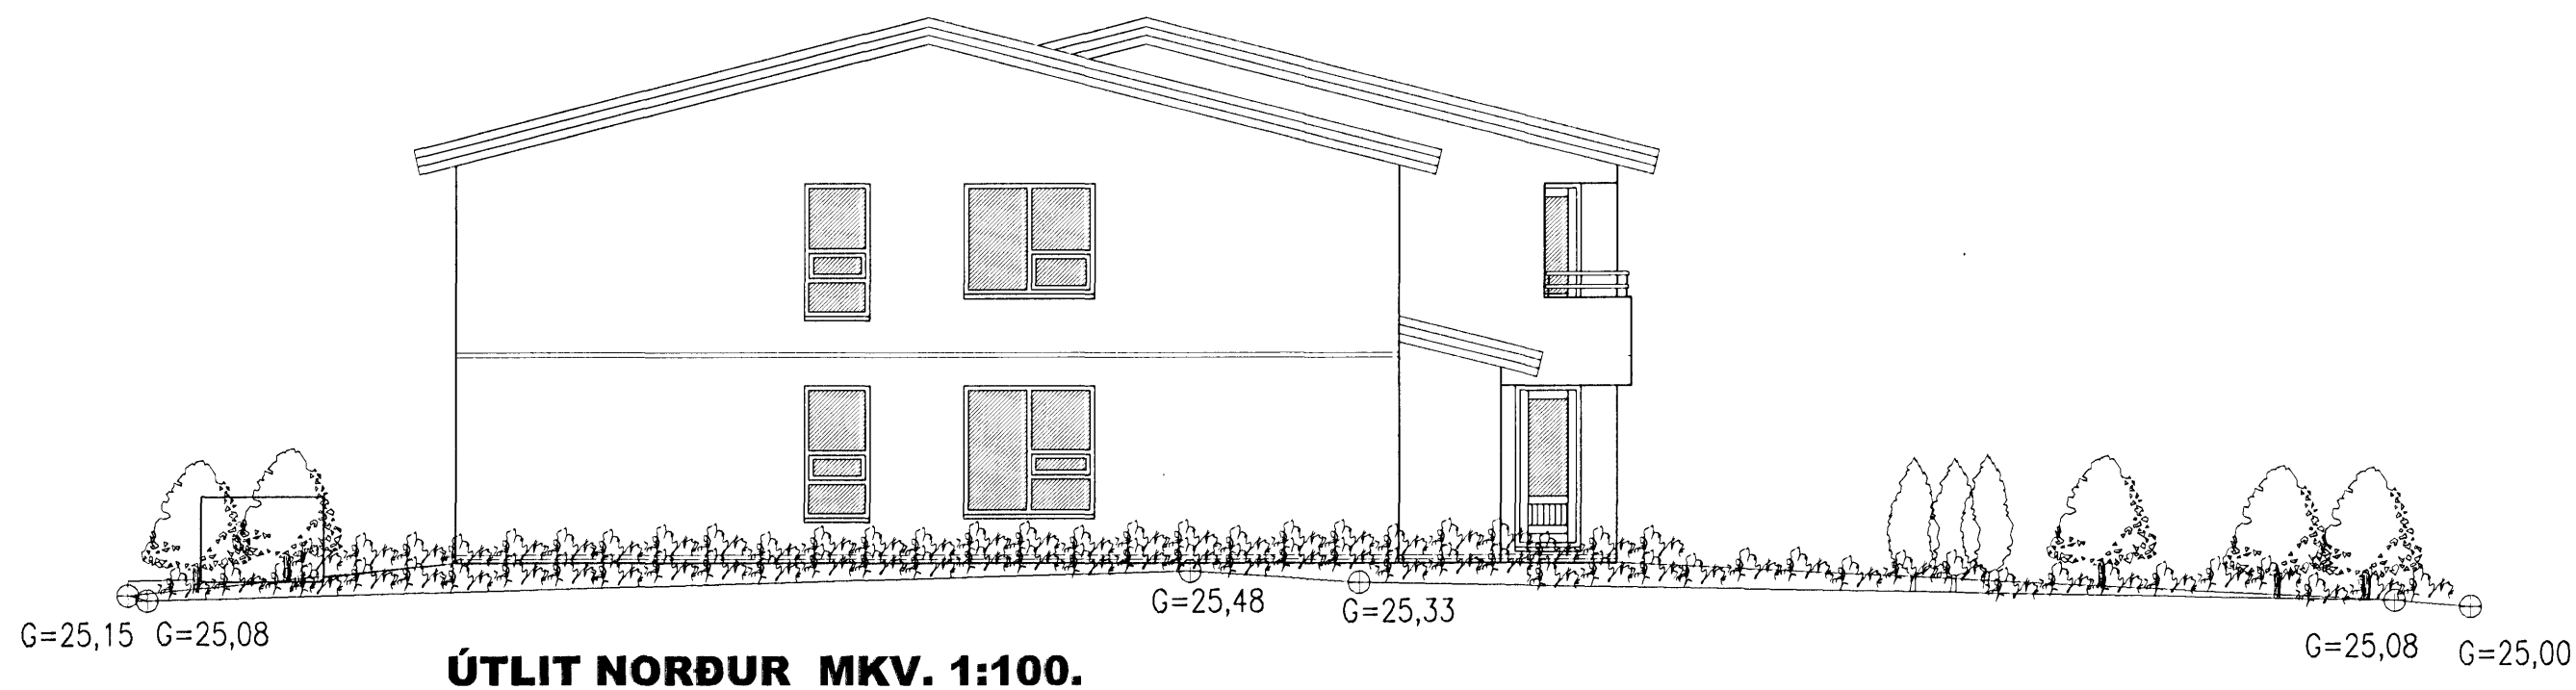 G=25,48
G=25,33
G=25,15 G=25,08
G=25,08 G=25,00
ÚTLIT NORÐUR MKV. 1:100.